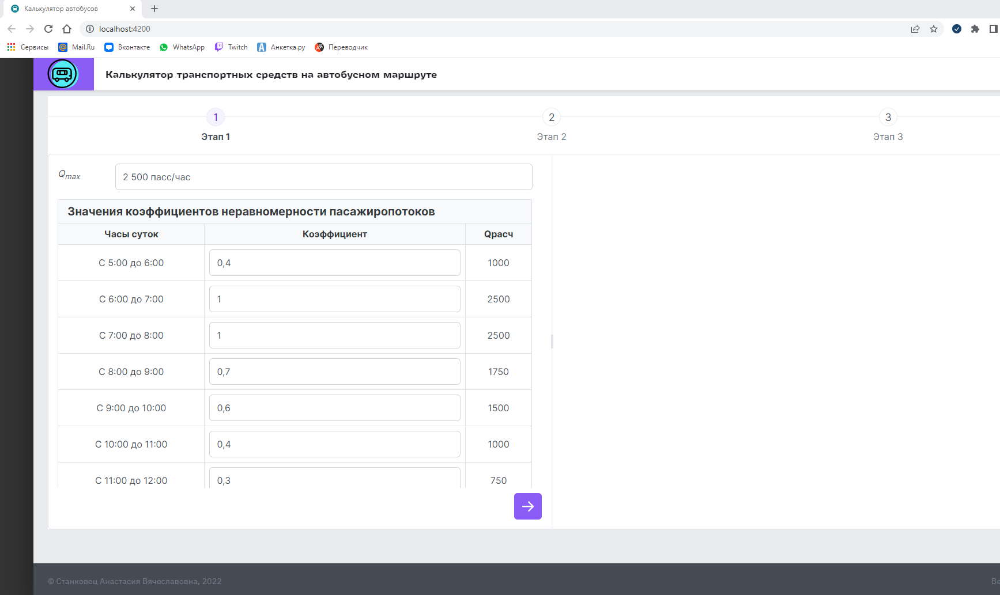 Калькулятор автобусов
localhost:4200
Сервисы Mail.Ru Вконтакте WhatsApp Twitch Анкетка.ру Переводчик
Калькулятор транспортных средств на автобусном маршруте
1 2 3
Этап 1 Этап 2 Этап 3
Qmax 2 500 пасс/час
Значения коэффициентов неравномерности пасажиропотоков
Часы суток Коэффициент Qрасч
С 5:00 до 6:00 0,4 1000
С 6:00 до 7:00 1 2500
С 7:00 до 8:00 1 2500
С 8:00 до 9:00 0,7 1750
С 9:00 до 10:00 0,6 1500
С 10:00 до 11:00 0,4 1000
С 11:00 до 12:00 0,3 750
© Станковец Анастасия Вячеславовна, 2022